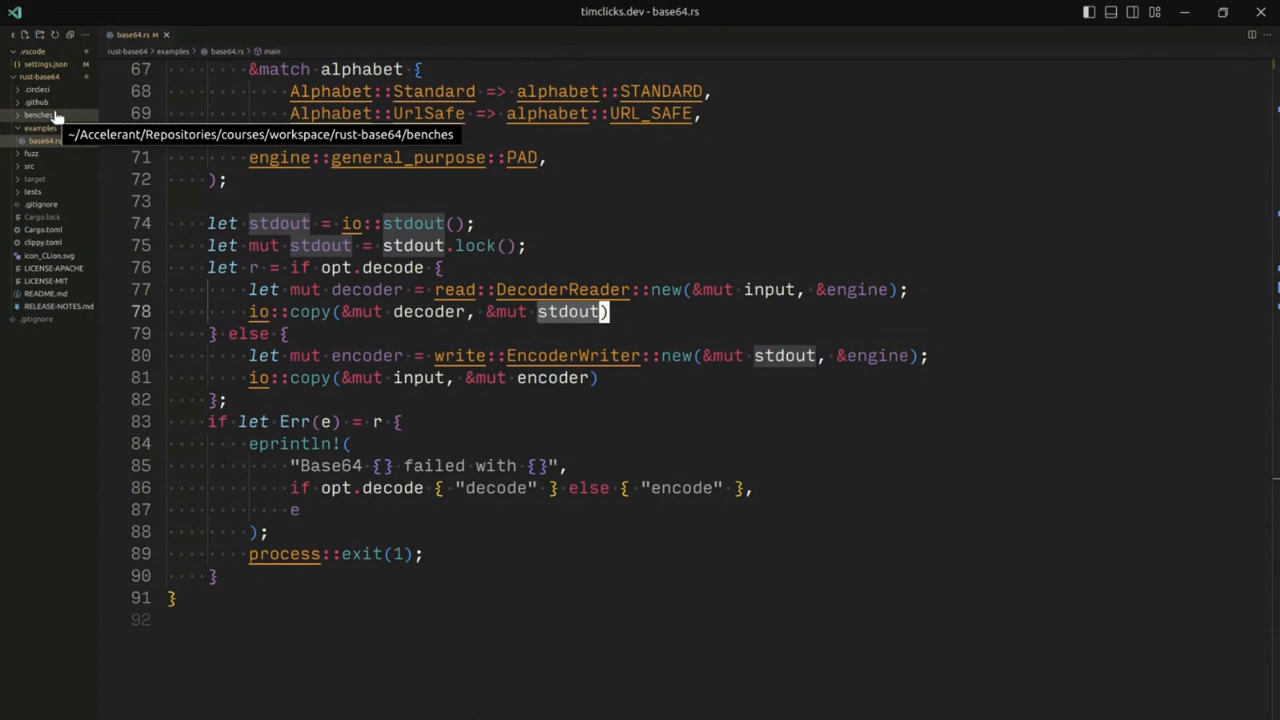 timclicks.dev - base64.rs
base64.rs M
rust-base64 > examples > base64.rs > main
.vscode
settings.json M
rust-base64
.circleci
.github
benches
examples
base64.rs
fuzz
src
target
tests
.gitignore
Cargo.lock
Cargo.toml
clippy.toml
icon_CLion.svg
LICENSE-APACHE
LICENSE-MIT
README.md
RELEASE-NOTES.md
.gitignore
~/Accelerant/Repositories/courses/workspace/rust-base64/benches
67 &match alphabet {
68 Alphabet::Standard => alphabet::STANDARD,
69 Alphabet::UrlSafe => alphabet::URL_SAFE,
71 engine::general_purpose::PAD,
72 );
73
74 let stdout = io::stdout();
75 let mut stdout = stdout.lock();
76 let r = if opt.decode {
77 let mut decoder = read::DecoderReader::new(&mut input, &engine);
78 io::copy(&mut decoder, &mut stdout)
79 } else {
80 let mut encoder = write::EncoderWriter::new(&mut stdout, &engine);
81 io::copy(&mut input, &mut encoder)
82 };
83 if let Err(e) = r {
84 eprintln!(
85 "Base64 {} failed with {}",
86 if opt.decode { "decode" } else { "encode" },
87 e
88 );
89 process::exit(1);
90 }
91 }
92